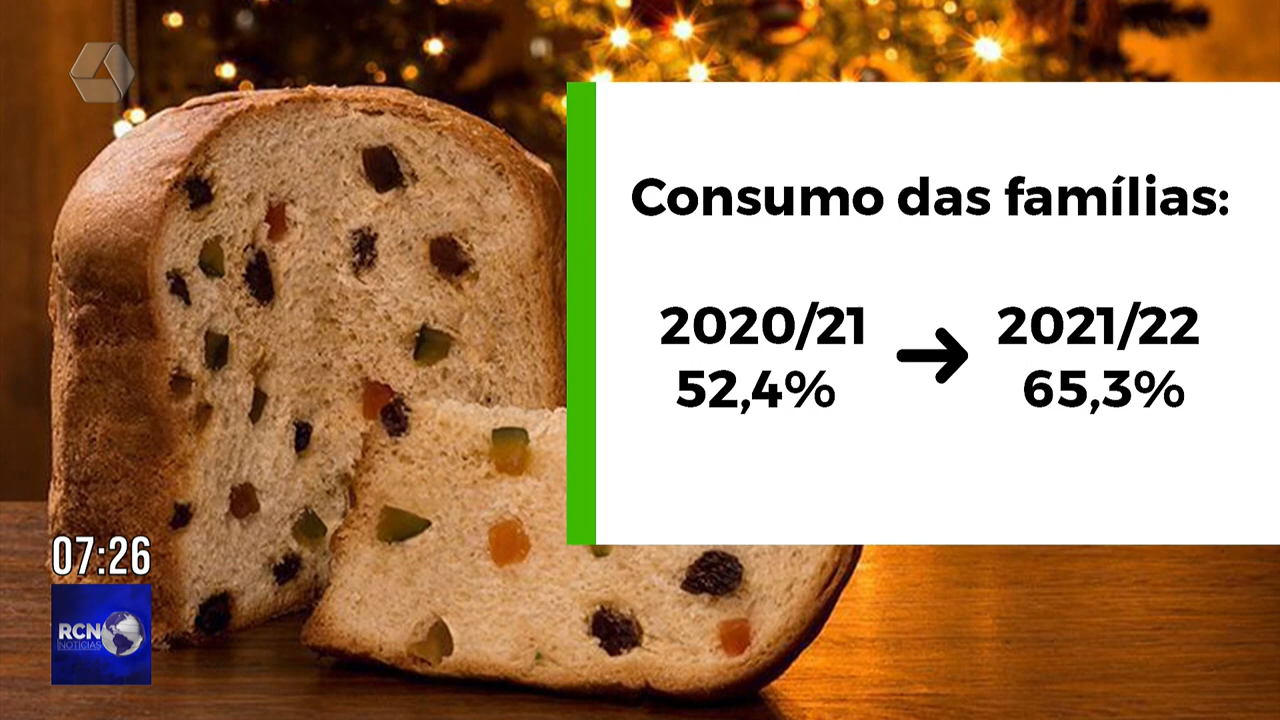 Consumo das famílias:
2020/21 → 2021/22
52,4% 65,3%
07:26
RCN
NOTÍCIAS